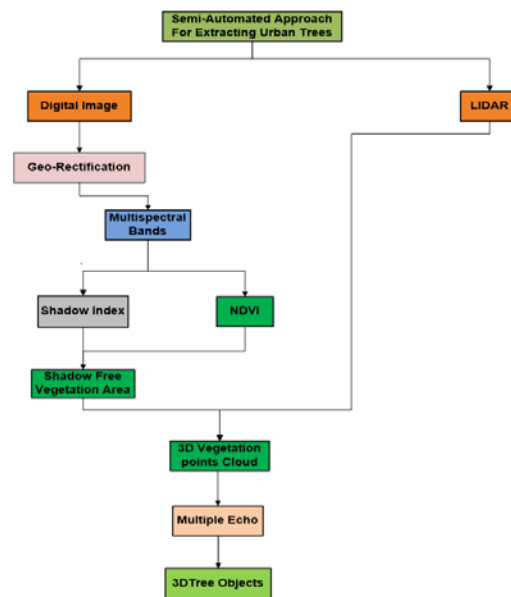 Semi-Automated Approach
For Extracting Urban Trees
Digital Image
LIDAR
Geo-Rectification
Multispectral
Bands
Shadow Index
NDVI
Shadow Free
Vegetation Area
3D Vegetation
points Cloud
Multiple Echo
3DTree Objects